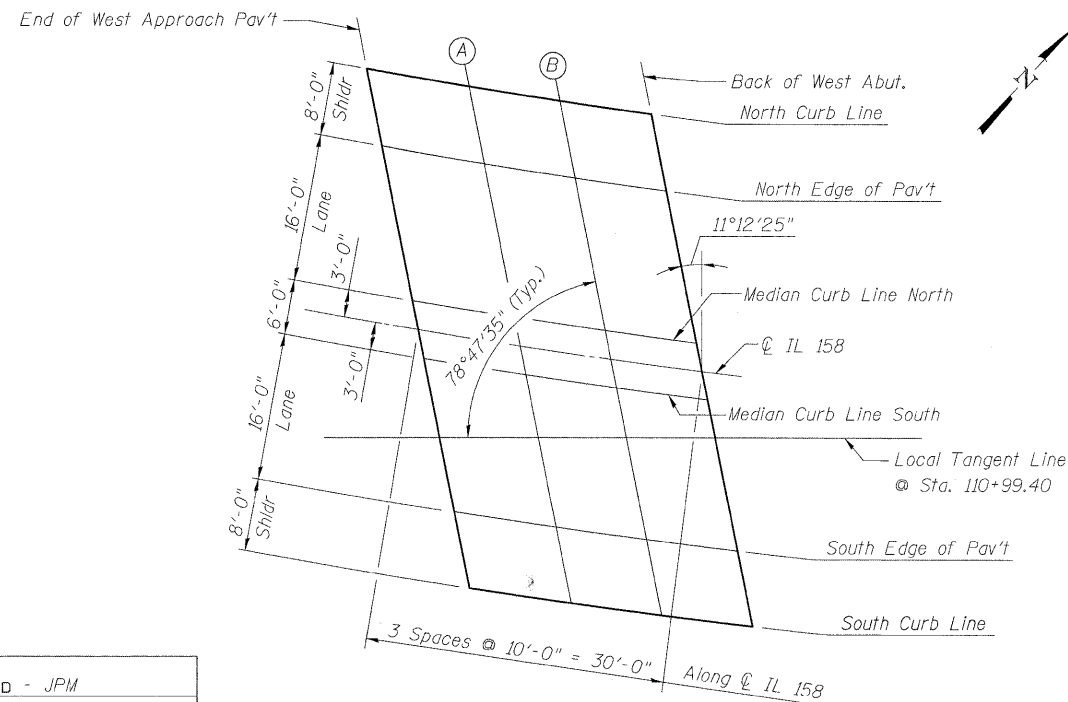 End of West Approach Pav't
A
B
Back of West Abut.
North Curb Line
N
8'-0"
Shldr
North Edge of Pav't
16'-0"
Lane
11°12'25"
3'-0"
6'-0"
78°47'35" (Typ.)
Median Curb Line North
℄ IL 158
3'-0"
Median Curb Line South
16'-0"
Lane
Local Tangent Line
@ Sta. 110+99.40
8'-0"
Shldr
South Edge of Pav't
South Curb Line
3 Spaces @ 10'-0" = 30'-0"
Along ℄ IL 158
D - JPM